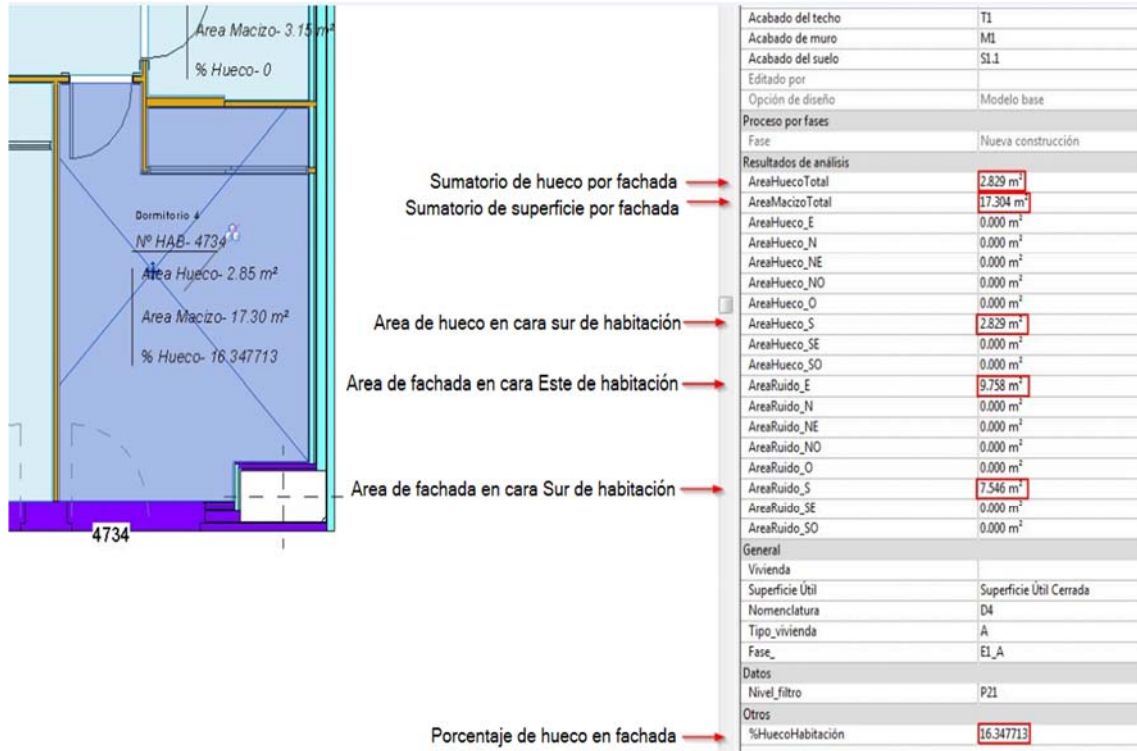 Area Macizo- 3.15 m²
% Hueco- 0
Dormitorio 4
Nº HAB- 4734
Area Hueco- 2.85 m²
Area Macizo- 17.30 m²
% Hueco- 16.347713
4734
Sumatorio de hueco por fachada
Sumatorio de superficie por fachada
Area de hueco en cara sur de habitación
Area de fachada en cara Este de habitación
Area de fachada en cara Sur de habitación
Porcentaje de hueco en fachada
Acabado del techo T1
Acabado de muro M1
Acabado del suelo S1.1
Editado por
Opción de diseño Modelo base
Proceso por fases
Fase Nueva construcción
Resultados de análisis
AreaHuecoTotal 2.829 m²
AreaMacizoTotal 17.304 m²
AreaHueco_E 0.000 m²
AreaHueco_N 0.000 m²
AreaHueco_NE 0.000 m²
AreaHueco_NO 0.000 m²
AreaHueco_O 0.000 m²
AreaHueco_S 2.829 m²
AreaHueco_SE 0.000 m²
AreaHueco_SO 0.000 m²
AreaRuido_E 9.758 m²
AreaRuido_N 0.000 m²
AreaRuido_NE 0.000 m²
AreaRuido_NO 0.000 m²
AreaRuido_O 0.000 m²
AreaRuido_S 7.546 m²
AreaRuido_SE 0.000 m²
AreaRuido_SO 0.000 m²
General
Vivienda
Superficie Útil Superficie Útil Cerrada
Nomenclatura D4
Tipo_vivienda A
Fase_ E1_A
Datos
Nivel_filtro P21
Otros
%HuecoHabitación 16.347713